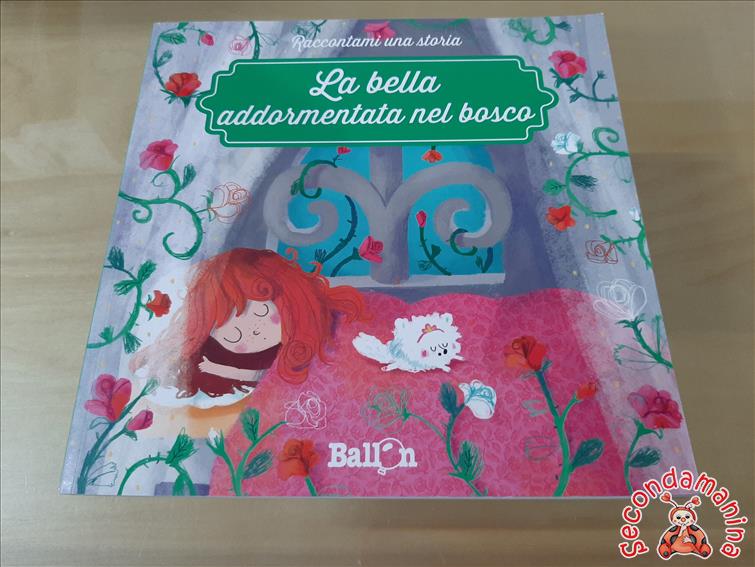 Raccontami una storia
La bella
addormentata nel bosco
Ballon
secondamanina